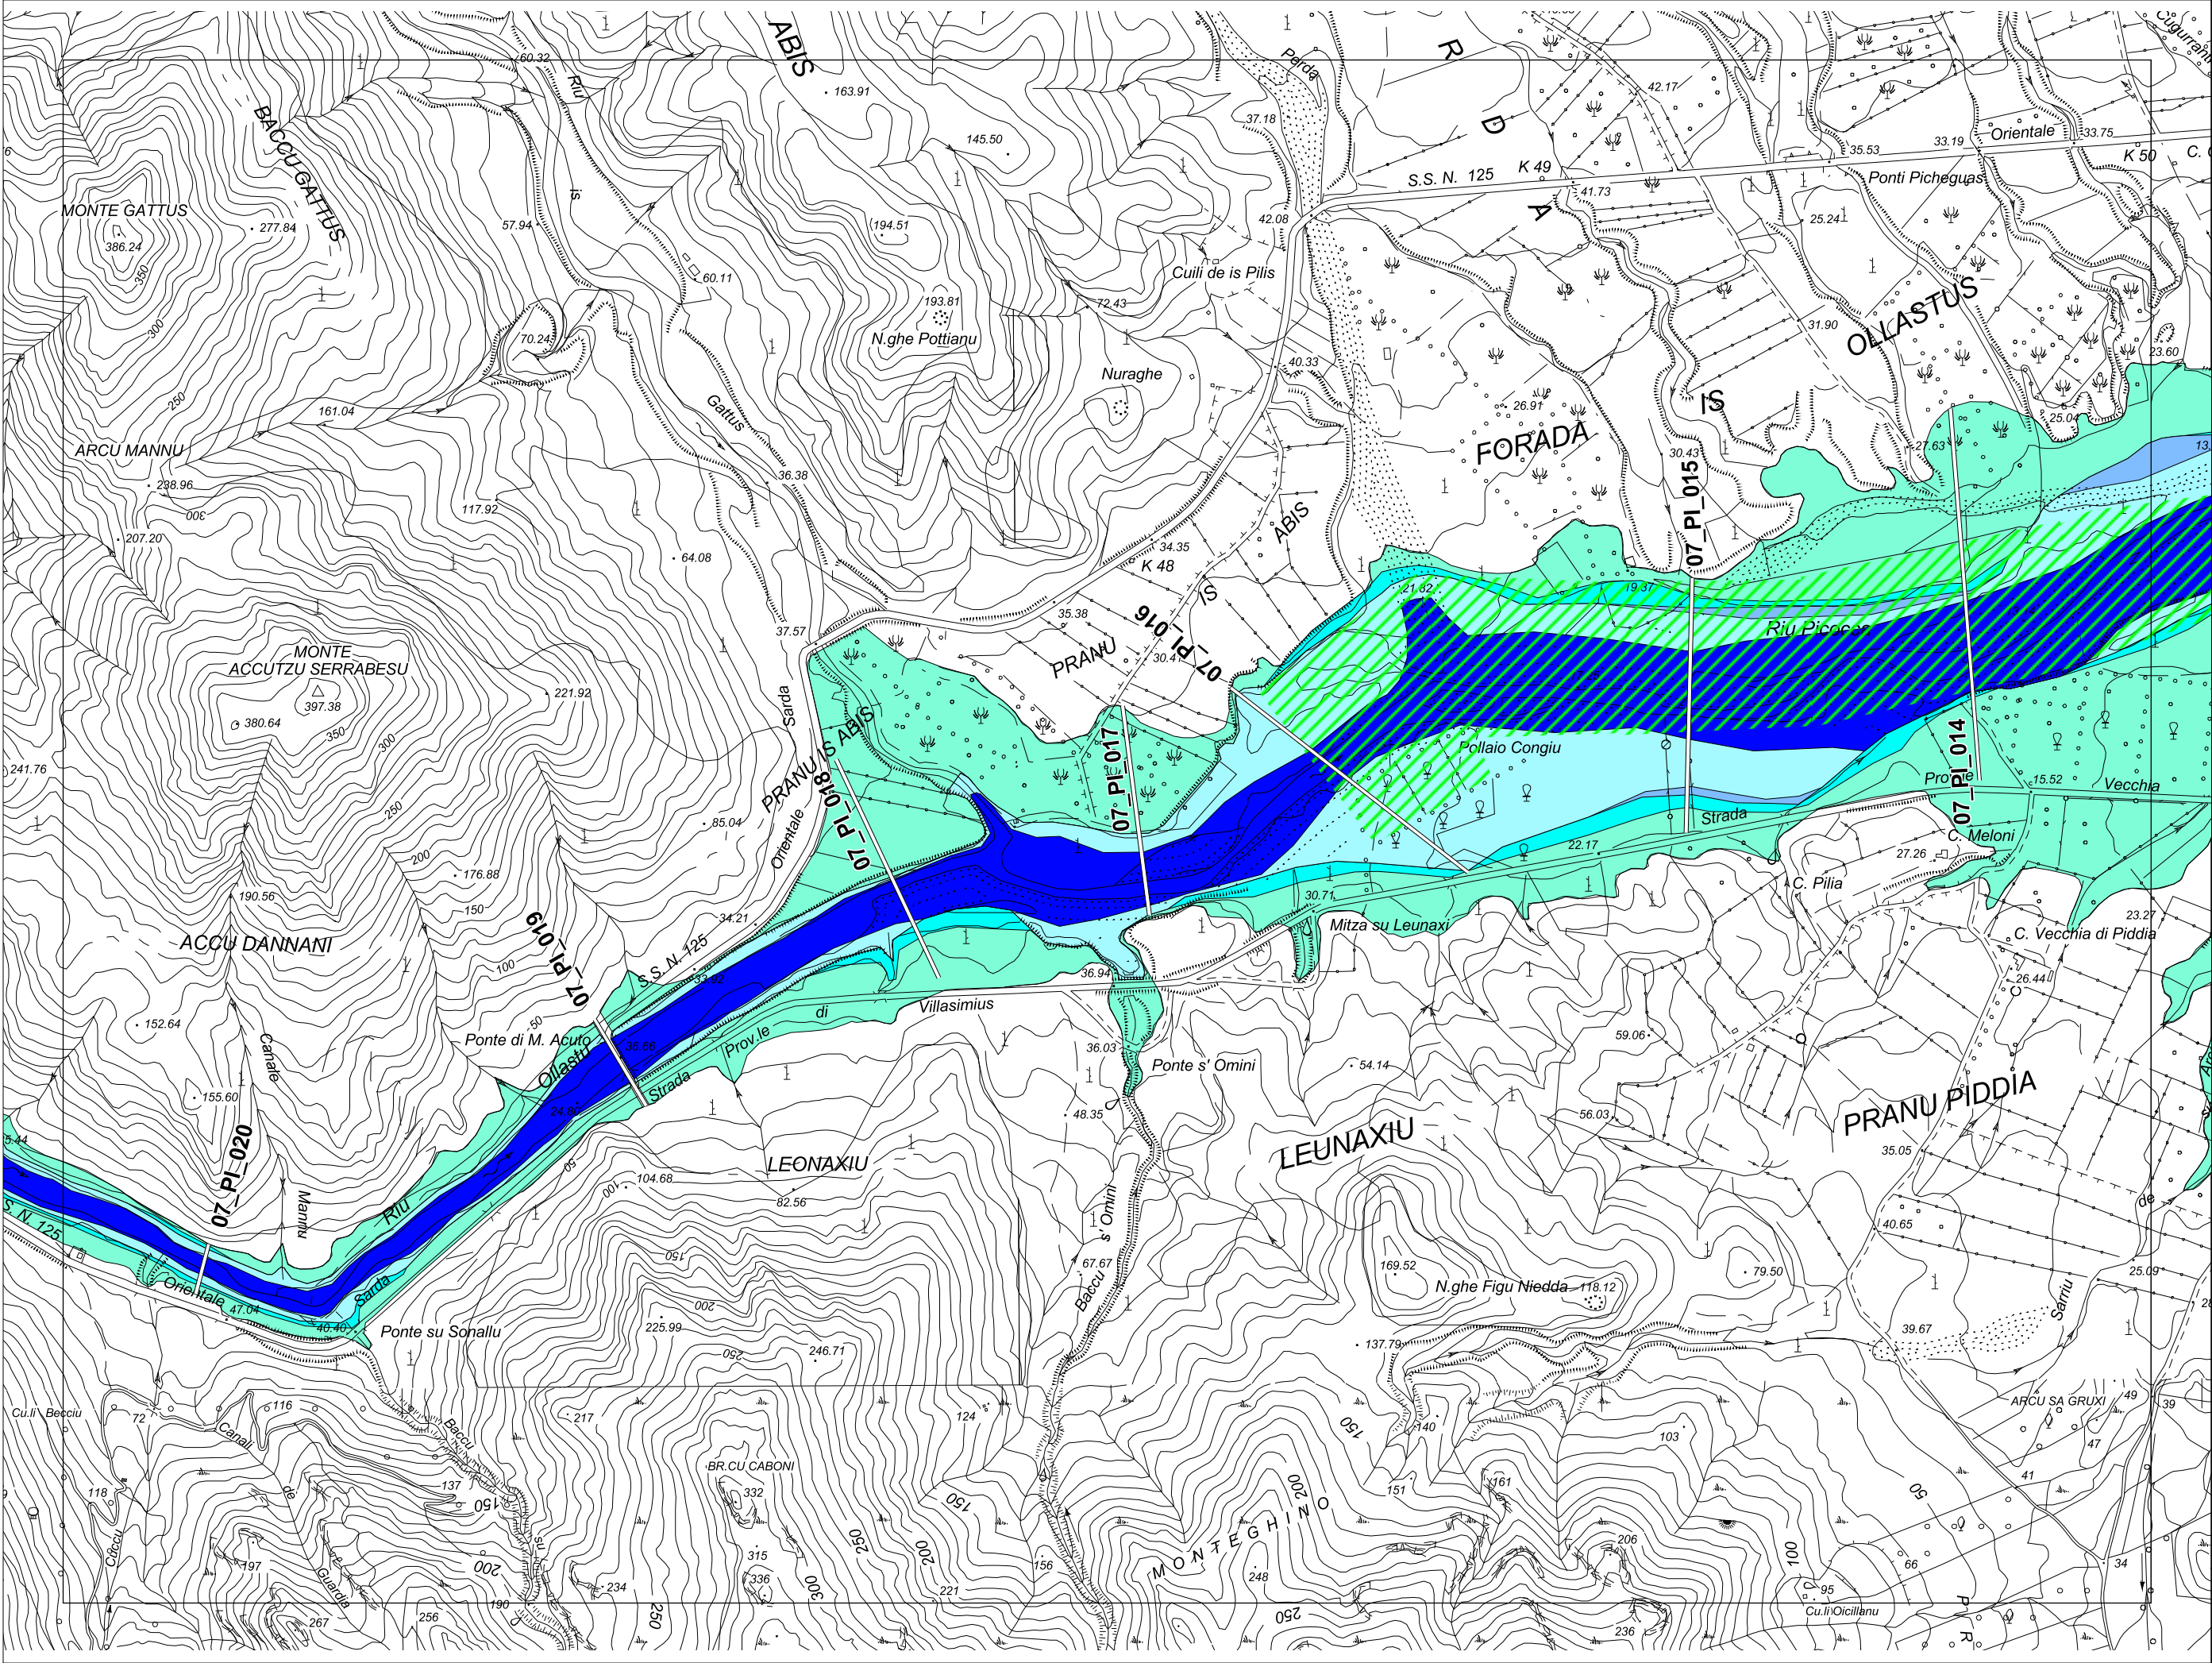 ABIS
60.32
Riu
163.91
Perda
R
42.17
D
37.18
145.50
Orientale
33.75
33.19
35.53
K 50
S.S. N. 125
K 49
41.73
Ponti Picheguas
BACCU GATTUS
is
MONTE GATTUS
386.24
277.84
57.94
194.51
42.08
A
25.24
350
60.11
Cuili de is Pilis
193.81
72.43
OLLASTUS
300
70.24
N.ghe Pottianu
31.90
23.60
40.33
Nuraghe
250
161.04
Gattus
26.91
IS
25.04
FORADA
27.63
ARCU MANNU
238.96
36.38
30.43
07_PI_015
300
117.92
ABIS
207.20
64.08
34.35
K 48
IS
21.32
19.37
35.38
07_PI_016
37.57
Riu Picocas
MONTE
ACCUTZU SERRABESU
397.38
380.64
221.92
PRANU
30.41
Sarda
350
300
241.76
PRANU IS ABIS
07_PI_017
Pollaio Congiu
07_PI_014
Prov.le
15.52
Vecchia
250
85.04
07_PI_018
Orientale
Strada
200
C. Meloni
22.17
27.26
176.88
C. Pilia
190.56
150
07_PI_019
34.21
30.71
Mitza su Leunaxi
23.27
ACCU DANNANI
C. Vecchia di Piddia
100
S.S. N. 125
33.92
36.94
26.44
Villasimius
di
152.64
50
Canale
Ponte di M. Acuto
36.66
Prov.le
36.03
59.06
Ollastu
Strada
Ponte s' Omini
54.14
155.60
24.80
48.35
56.03
PRANU PIDDIA
5.44
07_PI_020
LEUNAXIU
35.05
LEONAXIU
50
100
104.68
82.56
Mannu
Riu
s' Omini
de
S. N. 125
40.65
150
67.67
169.52
79.50
25.09
Orientale
Sarda
N.ghe Figu Niedda
118.12
Baccu
Sarriu
47.04
200
40.40
Ponte su Sonallu
225.99
39.67
246.71
250
137.79
Cu.li Becciu
72
116
217
124
ARCU SA GRUXI
49
39
Canali
Baccu
140
150
103
47
137
BR.CU CABONI
118
de
150
332
150
200
151
161
41
50
Cuccu
su
250
200
MONTEGHINO
206
100
197
200
315
156
34
Guardia
336
300
66
234
221
248
95
190
256
250
250
Cu.li Oicillanu
267
236
P
R